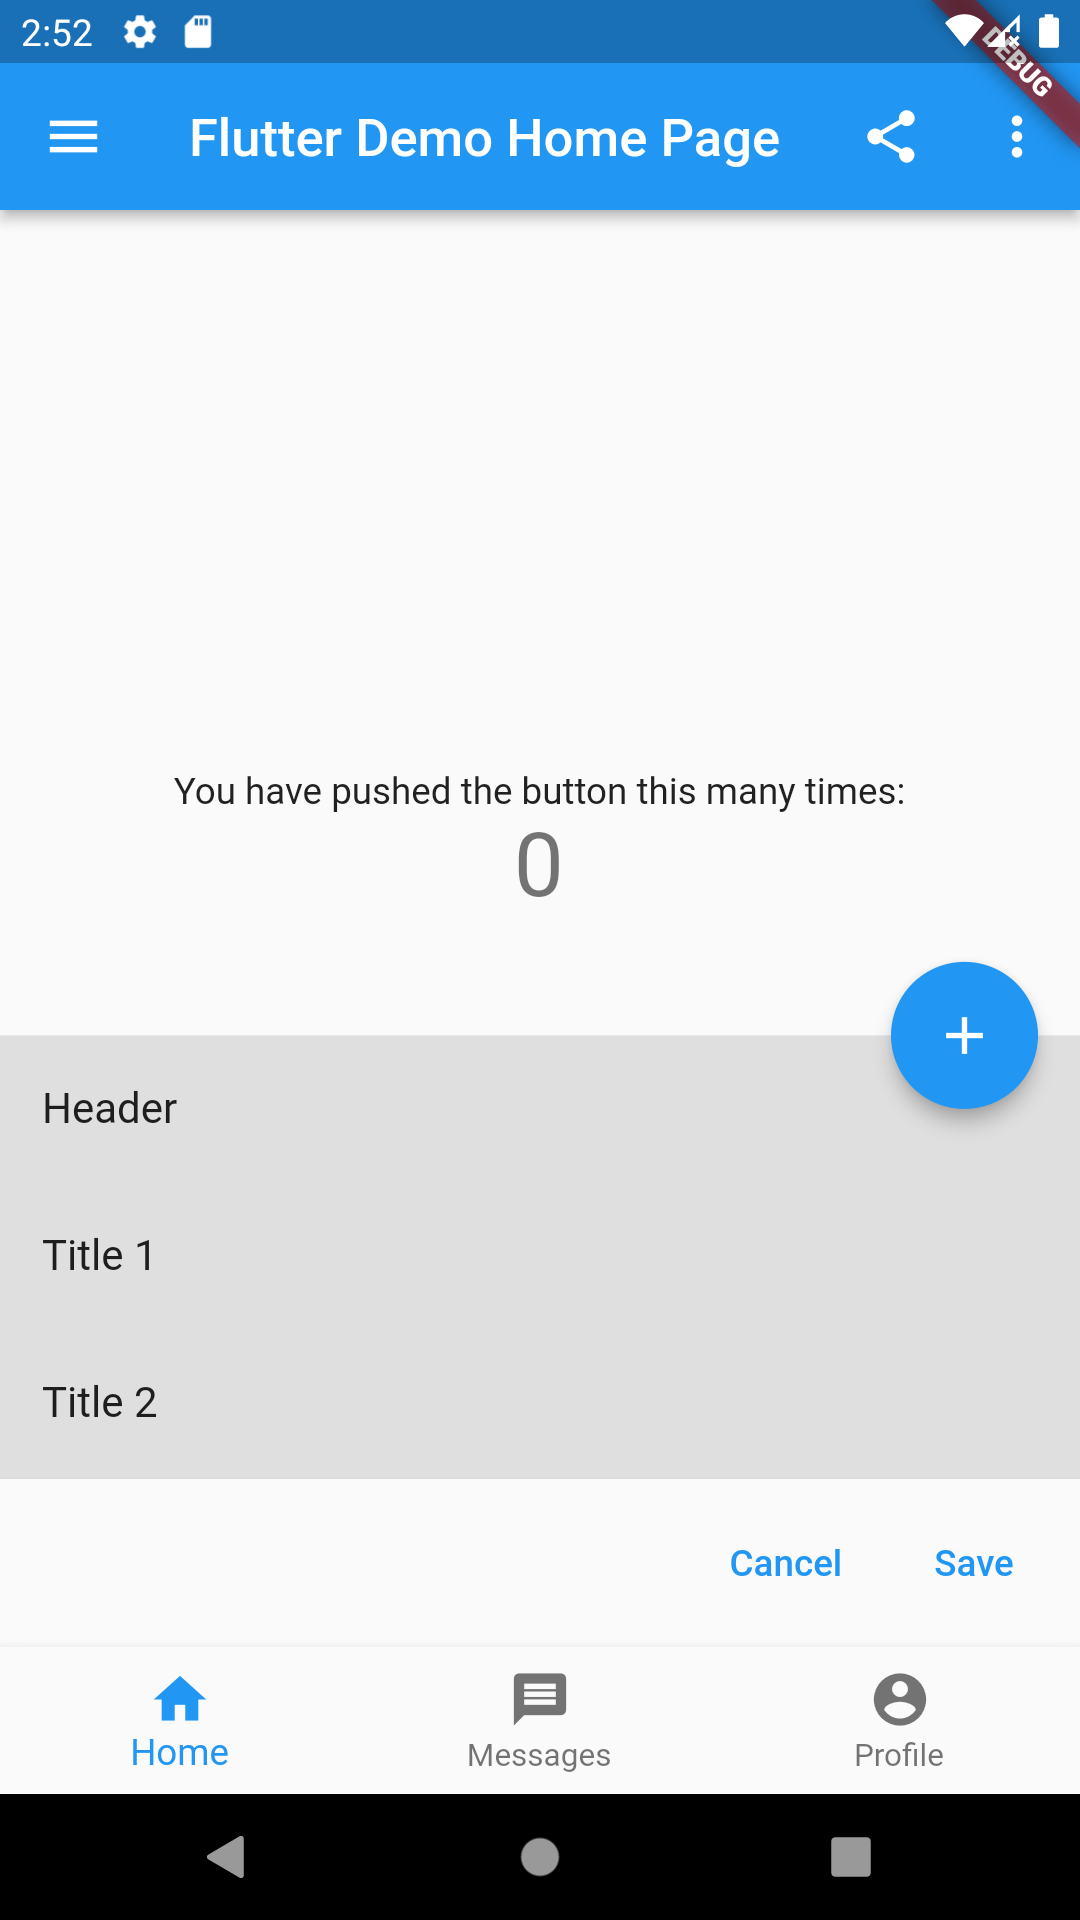 2:52
DEBUG
Flutter Demo Home Page
You have pushed the button this many times:
0
Header
Title 1
Title 2
Cancel Save
Home Messages Profile